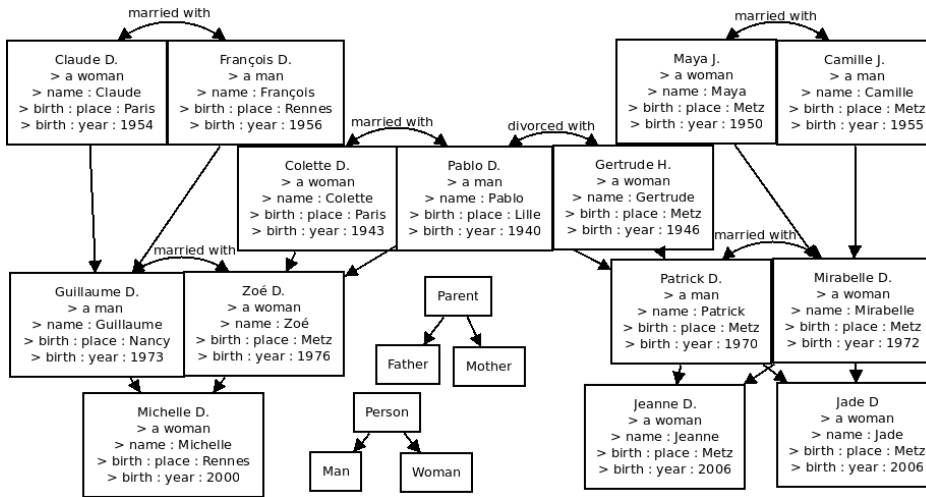 married with
married with
Claude D.
> a woman
> name : Claude
> birth : place : Paris
> birth : year : 1954
François D.
> a man
> name : François
> birth : place : Rennes
> birth : year : 1956
Maya J.
> a woman
> name : Maya
> birth : place : Metz
> birth : year : 1950
Camille J.
> a man
> name : Camille
> birth : place : Metz
> birth : year : 1955
married with
divorced with
Colette D.
> a woman
> name : Colette
> birth : place : Paris
> birth : year : 1943
Pablo D.
> a man
> name : Pablo
> birth : place : Lille
> birth : year : 1940
Gertrude H.
> a woman
> name : Gertrude
> birth : place : Metz
> birth : year : 1946
married with
married with
Guillaume D.
> a man
> name : Guillaume
> birth : place : Nancy
> birth : year : 1973
Zoé D.
> a woman
> name : Zoé
> birth : place : Metz
> birth : year : 1976
Parent
Father
Mother
Patrick D.
> a man
> name : Patrick
> birth : place : Metz
> birth : year : 1970
Mirabelle D.
> a woman
> name : Mirabelle
> birth : place : Metz
> birth : year : 1972
Michelle D.
> a woman
> name : Michelle
> birth : place : Rennes
> birth : year : 2000
Person
Man
Woman
Jeanne D.
> a woman
> name : Jeanne
> birth : place : Metz
> birth : year : 2006
Jade D
> a woman
> name : Jade
> birth : place : Metz
> birth : year : 2006